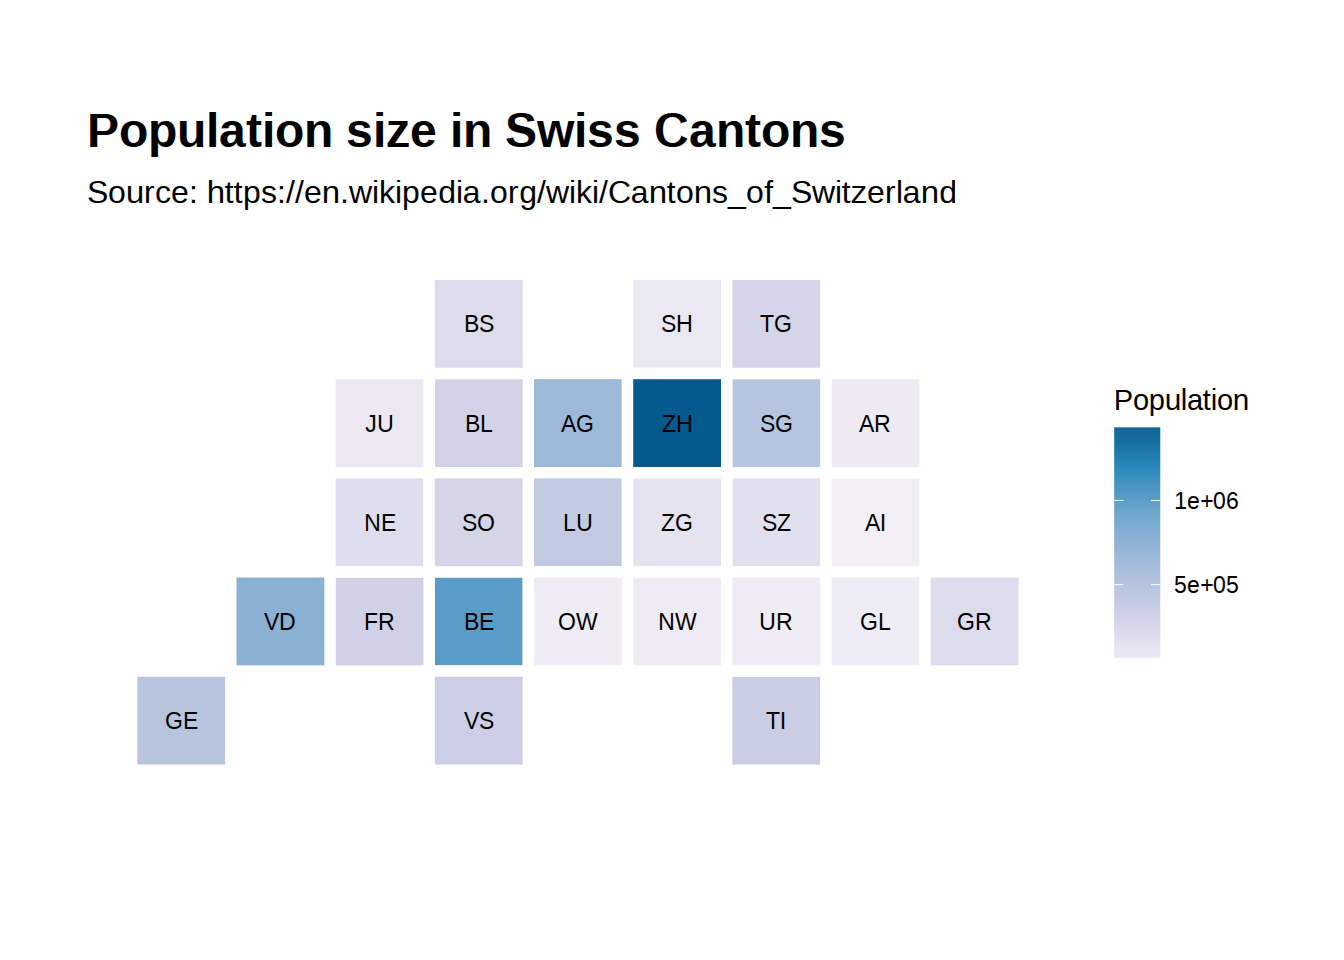 Population size in Swiss Cantons
Source: https://en.wikipedia.org/wiki/Cantons_of_Switzerland
BS SH TG
JU BL AG ZH SG AR
NE SO LU ZG SZ AI
VD FR BE OW NW UR GL GR
GE VS TI
Population
1e+06
5e+05